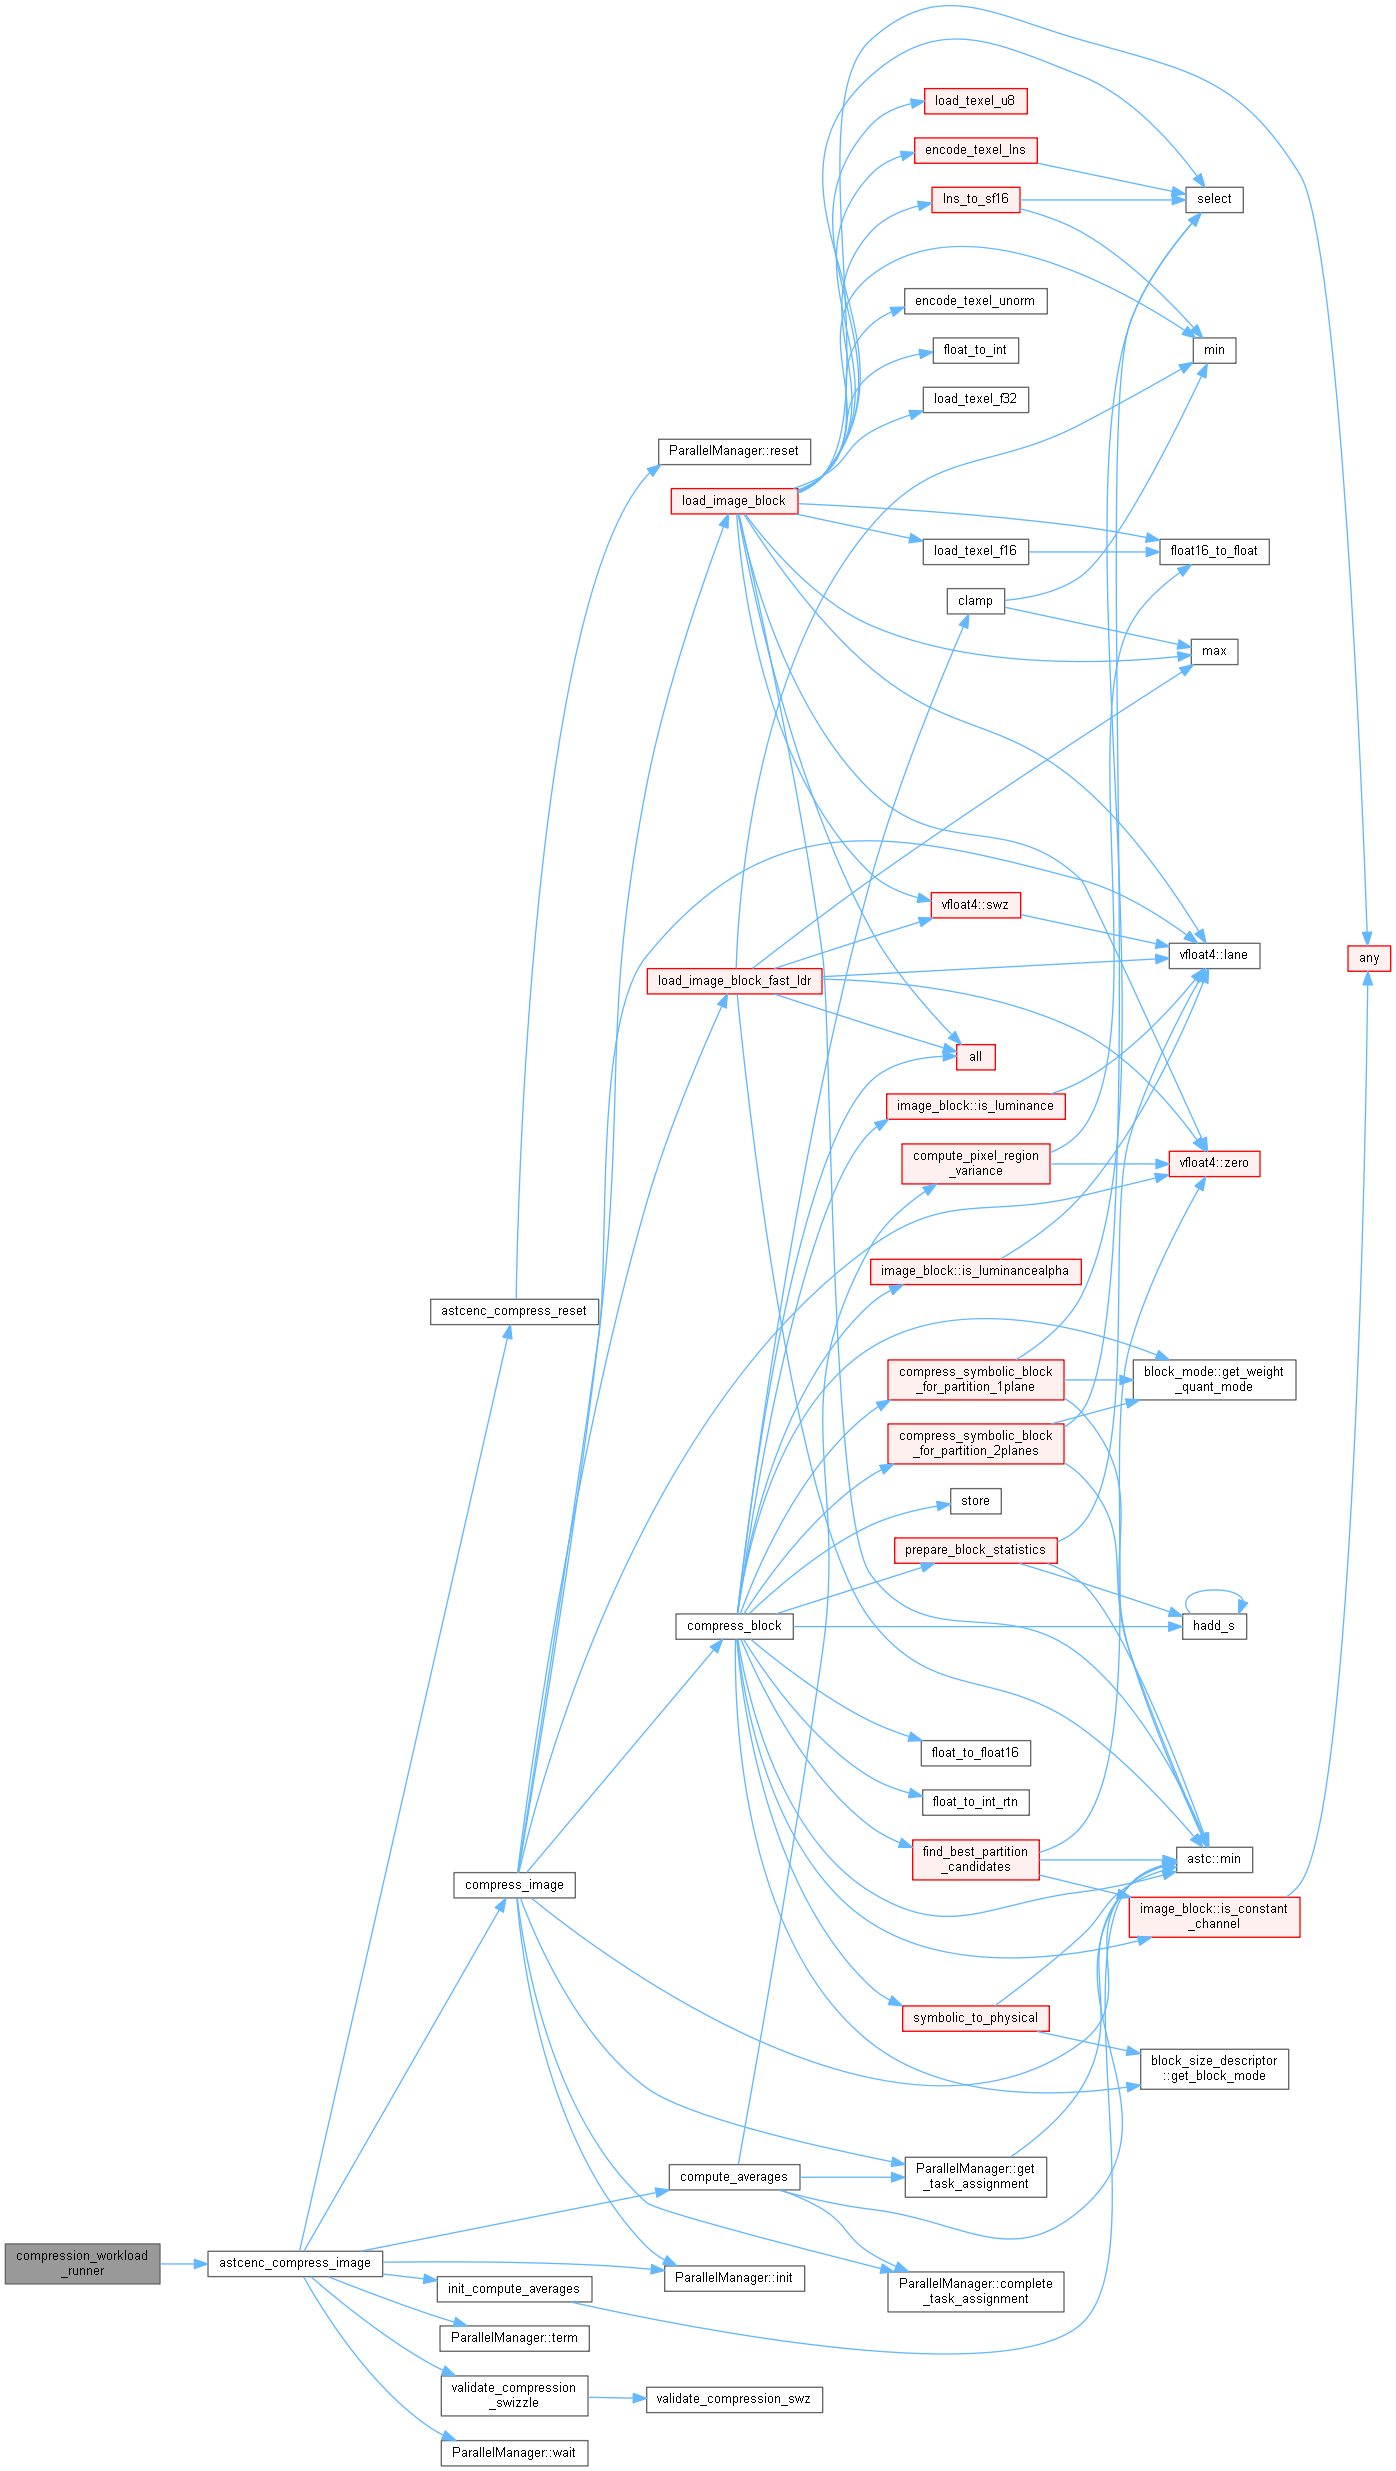 load_texel_u8
encode_texel_lns
lns_to_sf16
select
encode_texel_unorm
float_to_int
min
load_texel_f32
ParallelManager::reset
load_image_block
load_texel_f16
float16_to_float
clamp
max
vfloat4::swz
vfloat4::lane
any
load_image_block_fast_ldr
all
image_block::is_luminance
compute_pixel_region
_variance
vfloat4::zero
image_block::is_luminancealpha
astcenc_compress_reset
compress_symbolic_block
_for_partition_1plane
block_mode::get_weight
_quant_mode
compress_symbolic_block
_for_partition_2planes
store
prepare_block_statistics
compress_block
hadd_s
float_to_float16
float_to_int_rtn
find_best_partition
_candidates
astc::min
compress_image
image_block::is_constant
_channel
symbolic_to_physical
block_size_descriptor
::get_block_mode
compute_averages
ParallelManager::get
_task_assignment
compression_workload
_runner
astcenc_compress_image
ParallelManager::init
init_compute_averages
ParallelManager::complete
_task_assignment
ParallelManager::term
validate_compression
_swizzle
validate_compression_swz
ParallelManager::wait